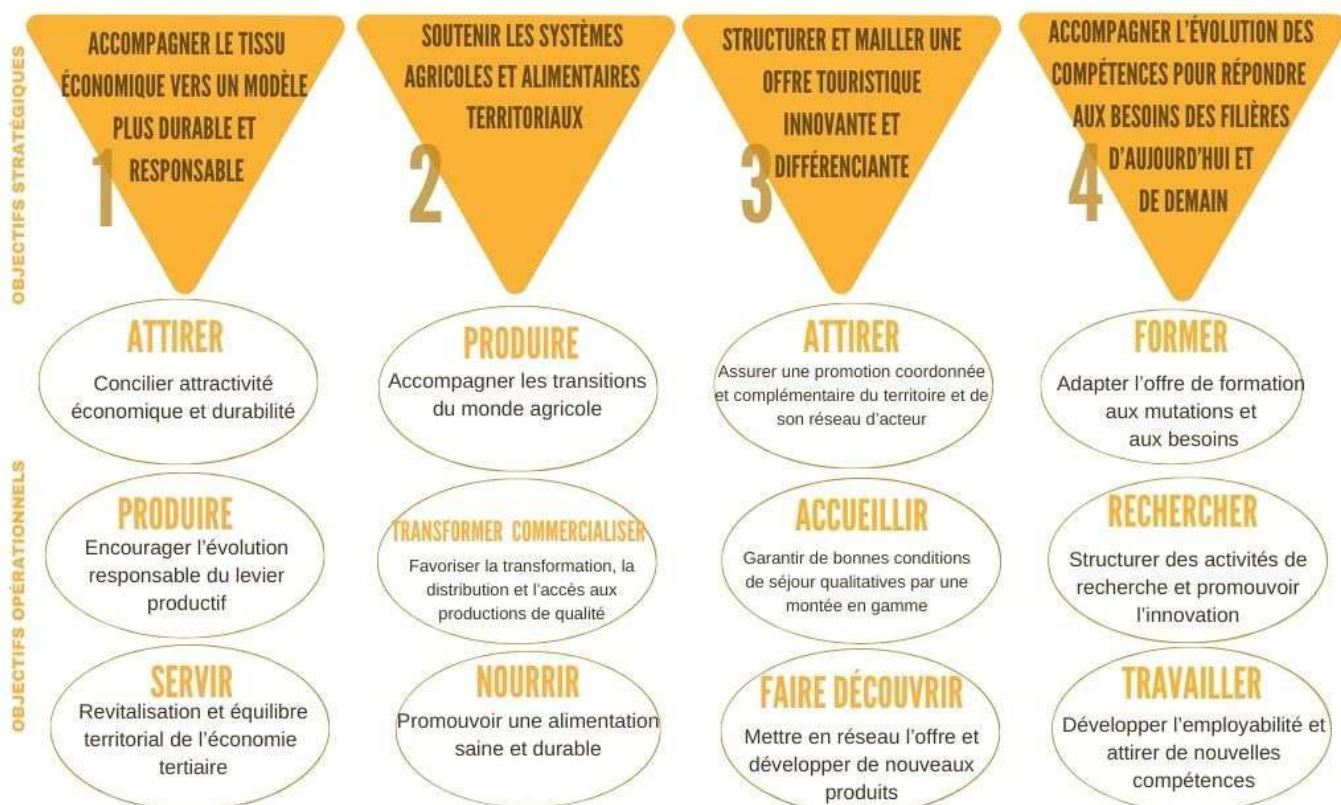 OBJECTIFS STRATÉGIQUES
ACCOMPAGNER LE TISSU
ÉCONOMIQUE VERS UN MODÈLE
PLUS DURABLE ET
RESPONSABLE
1
SOUTENIR LES SYSTÈMES
AGRICOLES ET ALIMENTAIRES
TERRITORIAUX
2
STRUCTURER ET MAILLER UNE
OFFRE TOURISTIQUE
INNOVANTE ET
DIFFÉRENCIANTE
3
ACCOMPAGNER L'ÉVOLUTION DES
COMPÉTENCES POUR RÉPONDRE
AUX BESOINS DES FILIÈRES
D'AUJOURD'HUI ET
DE DEMAIN
4
OBJECTIFS OPÉRATIONNELS
ATTIRER
Concilier attractivité
économique et durabilité
PRODUIRE
Accompagner les transitions
du monde agricole
ATTIRER
Assurer une promotion coordonnée
et complémentaire du territoire et de
son réseau d'acteur
FORMER
Adapter l'offre de formation
aux mutations et
aux besoins
PRODUIRE
Encourager l'évolution
responsable du levier
productif
TRANSFORMER COMMERCIALISER
Favoriser la transformation, la
distribution et l'accès aux
productions de qualité
ACCUEILLIR
Garantir de bonnes conditions
de séjour qualitatives par une
montée en gamme
RECHERCHER
Structurer des activités de
recherche et promouvoir
l'innovation
SERVIR
Revitalisation et équilibre
territorial de l'économie
tertiaire
NOURRIR
Promouvoir une alimentation
saine et durable
FAIRE DÉCOUVRIR
Mettre en réseau l'offre et
développer de nouveaux
produits
TRAVAILLER
Développer l'employabilité et
attirer de nouvelles
compétences